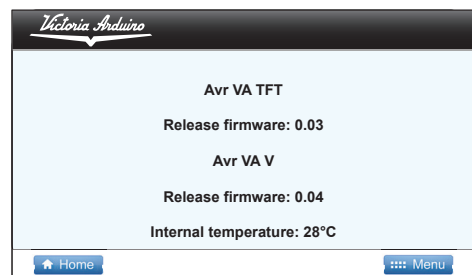 Victoria Arduino
Avr VA TFT
Release firmware: 0.03
Avr VA V
Release firmware: 0.04
Internal temperature: 28°C
Home
Menu